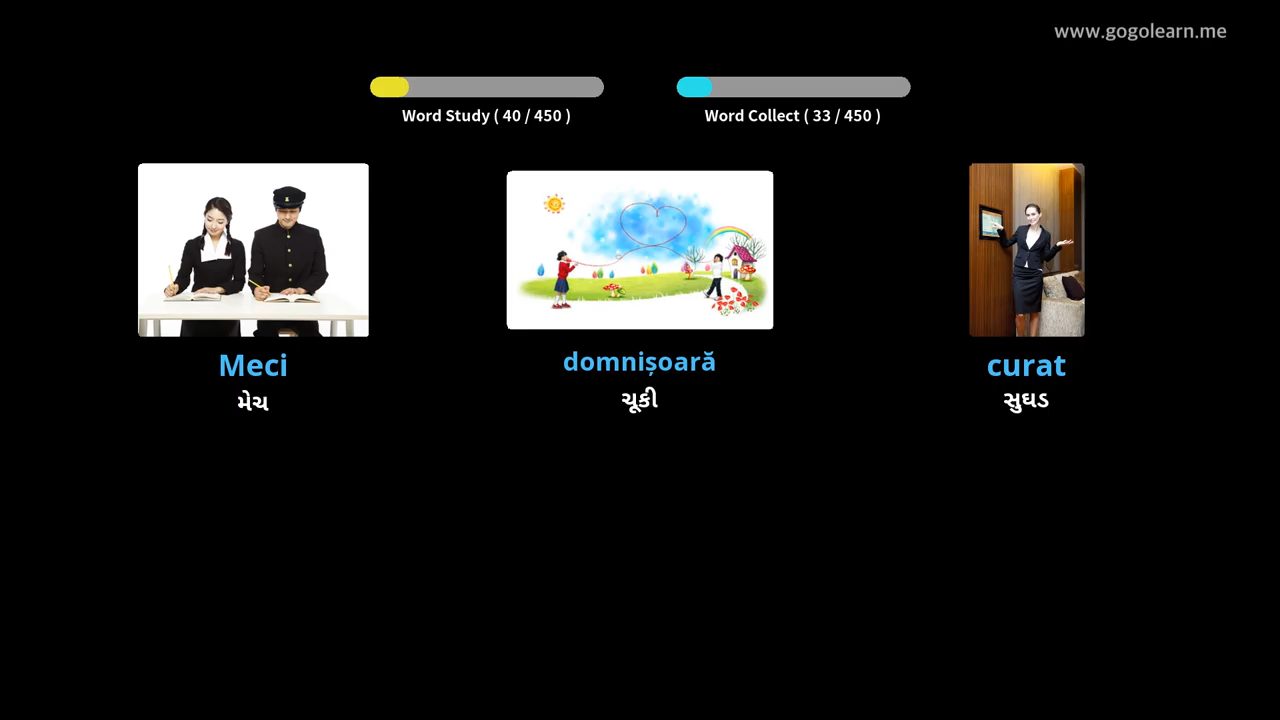 www.gogolearn.me
Word Study ( 40 / 450 )
Word Collect ( 33 / 450 )
Meci
domnișoară
curat
મેચ
ચૂકી
સુઘડ